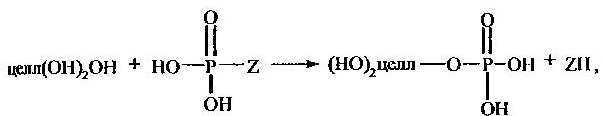 O O
целл(OH)₂OH + HO—P—Z ⟶ (HO)₂целл—O—P—OH + ZH,
OH OH